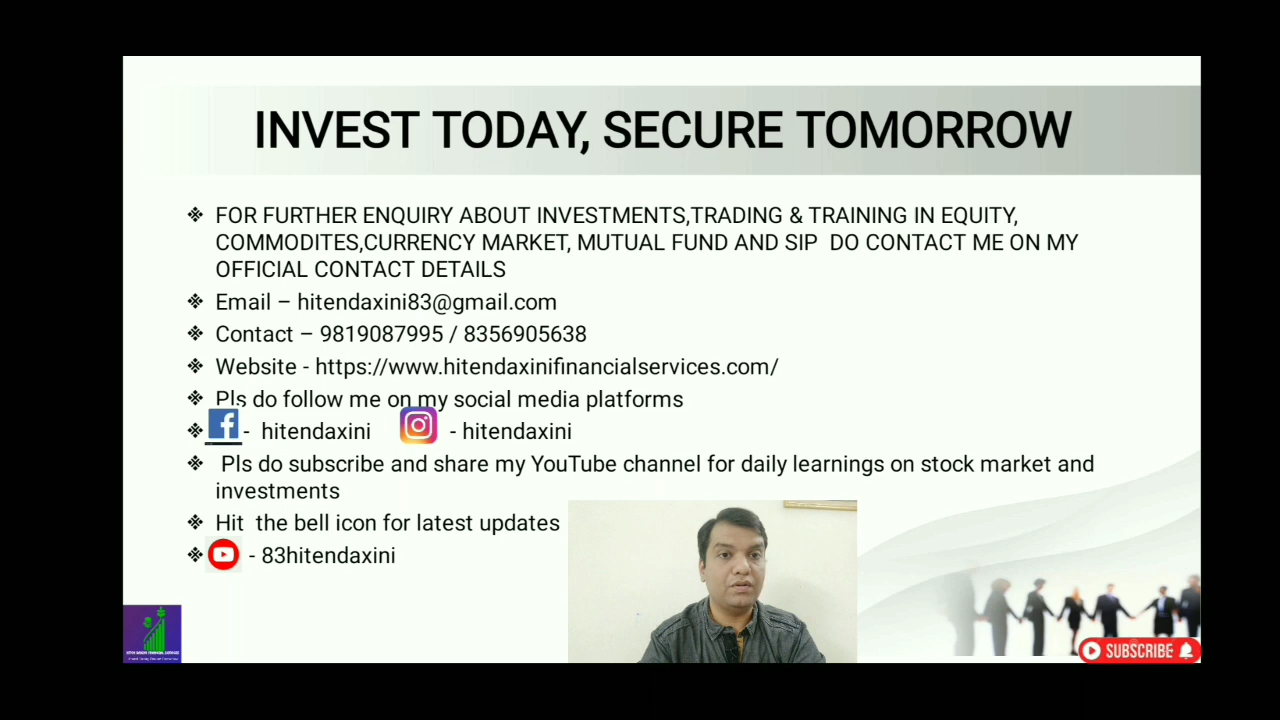 INVEST TODAY, SECURE TOMORROW
❖ FOR FURTHER ENQUIRY ABOUT INVESTMENTS,TRADING & TRAINING IN EQUITY,
COMMODITES,CURRENCY MARKET, MUTUAL FUND AND SIP DO CONTACT ME ON MY
OFFICIAL CONTACT DETAILS
❖ Email – hitendaxini83@gmail.com
❖ Contact – 9819087995 / 8356905638
❖ Website - https://www.hitendaxinifinancialservices.com/
❖ Pls do follow me on my social media platforms
❖ - hitendaxini - hitendaxini
❖ Pls do subscribe and share my YouTube channel for daily learnings on stock market and
investments
❖ Hit the bell icon for latest updates
❖ - 83hitendaxini
SUBSCRIBE